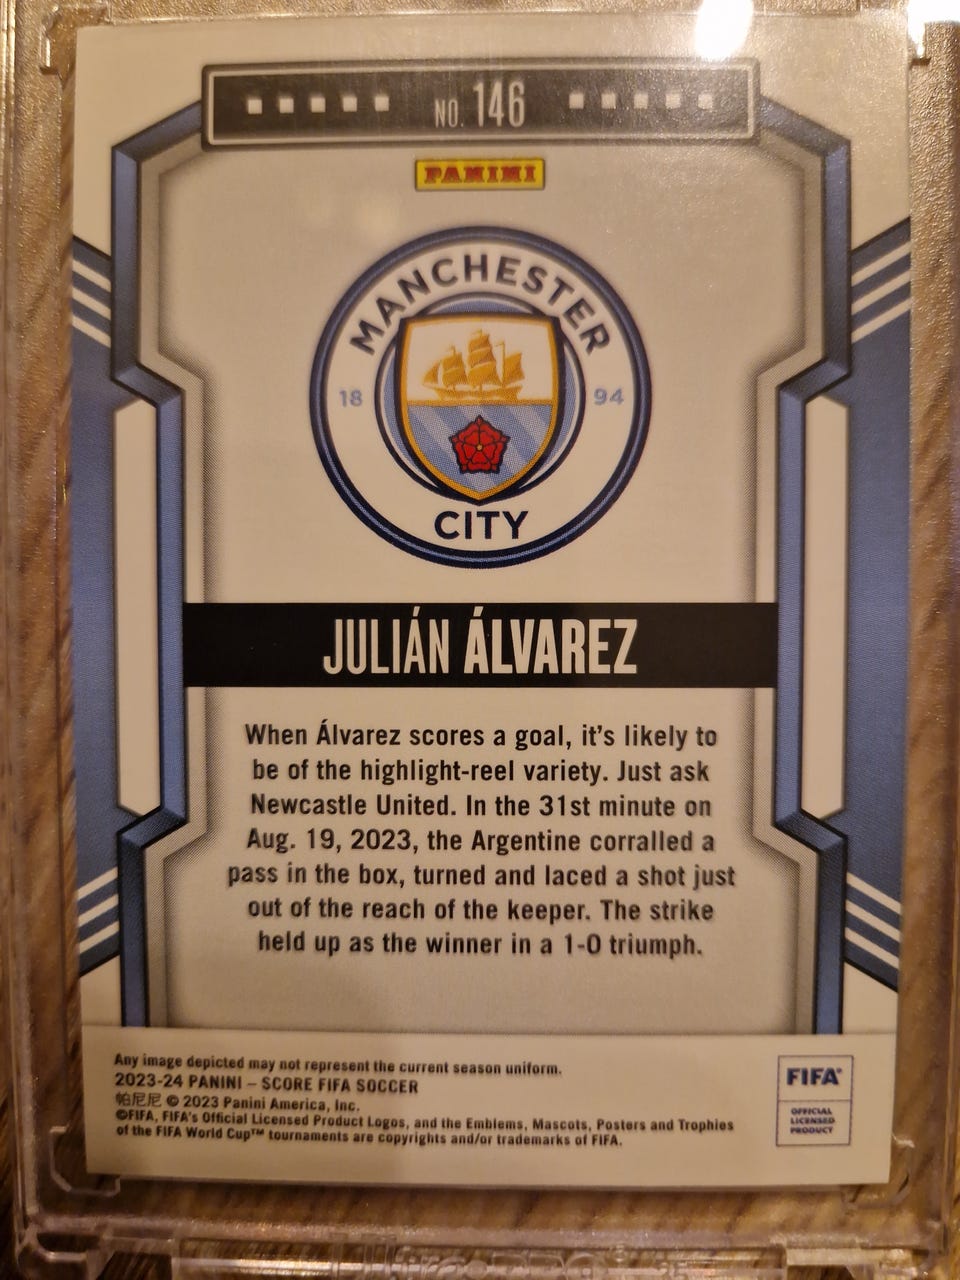 NO. 146
PANINI
MANCHESTER
18 94
CITY
JULIÁN ÁLVAREZ
When Álvarez scores a goal, it's likely to
be of the highlight-reel variety. Just ask
Newcastle United. In the 31st minute on
Aug. 19, 2023, the Argentine corralled a
pass in the box, turned and laced a shot just
out of the reach of the keeper. The strike
held up as the winner in a 1-0 triumph.
Any image depicted may not represent the current season uniform.
2023-24 PANINI – SCORE FIFA SOCCER
帕尼尼 © 2023 Panini America, Inc.
©FIFA, FIFA's Official Licensed Product Logos, and the Emblems, Mascots, Posters and Trophies
of the FIFA World Cup™ tournaments are copyrights and/or trademarks of FIFA.
FIFA®
OFFICIAL
LICENSED
PRODUCT